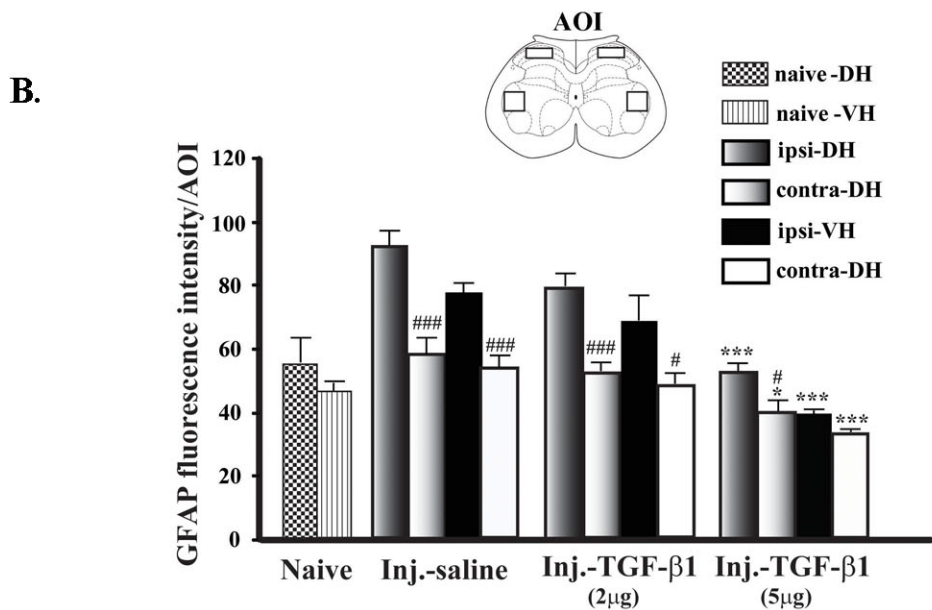 B.
AOI
naive-DH
naive-VH
ipsi-DH
contra-DH
ipsi-VH
contra-DH
GFAP fluorescence intensity/AOI
120
100
80
60
40
20
0
###
###
###
#
***
#
*
***
***
Naive
Inj.-saline
Inj.-TGF-β1
(2μg)
Inj.-TGF-β1
(5μg)